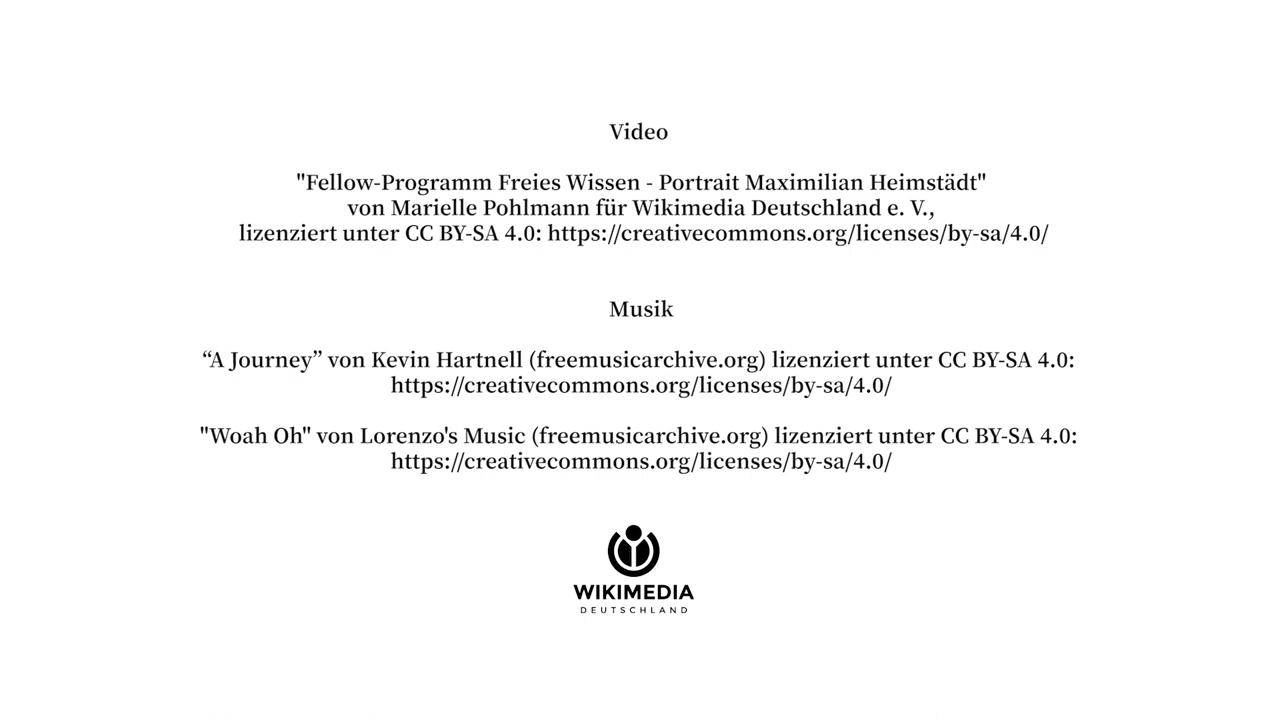 Video
"Fellow-Programm Freies Wissen - Portrait Maximilian Heimstädt"
von Marielle Pohlmann für Wikimedia Deutschland e. V.,
lizenziert unter CC BY-SA 4.0: https://creativecommons.org/licenses/by-sa/4.0/
Musik
“A Journey” von Kevin Hartnell (freemusicarchive.org) lizenziert unter CC BY-SA 4.0:
https://creativecommons.org/licenses/by-sa/4.0/
"Woah Oh" von Lorenzo's Music (freemusicarchive.org) lizenziert unter CC BY-SA 4.0:
https://creativecommons.org/licenses/by-sa/4.0/
WIKIMEDIA
DEUTSCHLAND